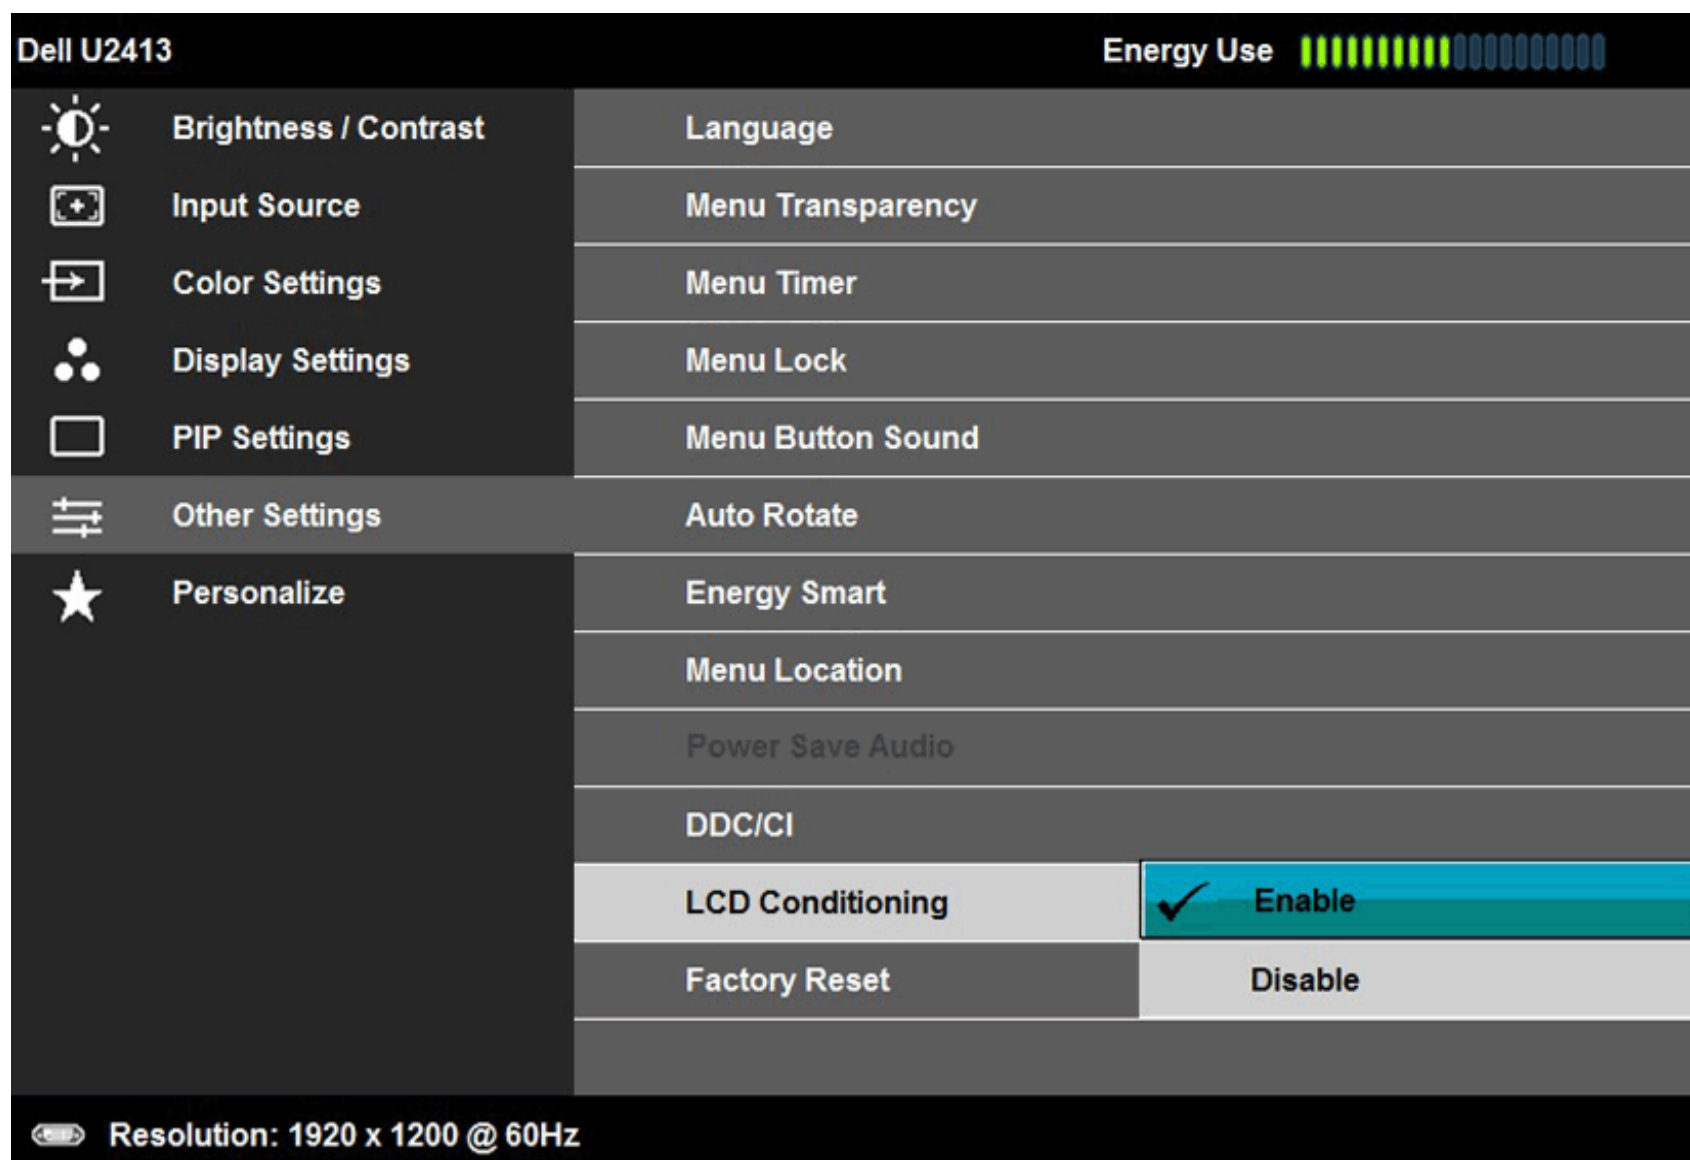 Dell U2413
Energy Use
Brightness / Contrast
Input Source
Color Settings
Display Settings
PIP Settings
Other Settings
Personalize
Language
Menu Transparency
Menu Timer
Menu Lock
Menu Button Sound
Auto Rotate
Energy Smart
Menu Location
Power Save Audio
DDC/CI
LCD Conditioning
Enable
Factory Reset
Disable
Resolution: 1920 x 1200 @ 60Hz